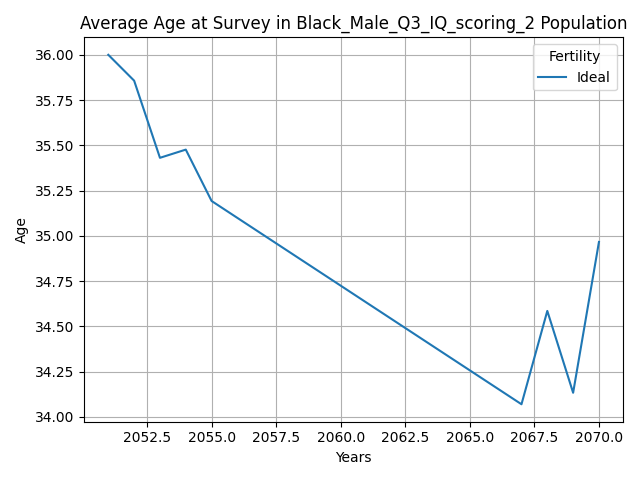 Average Age at Survey in Black_Male_Q3_IQ_scoring_2 Population
Fertility
Ideal
36.00
35.75
35.50
35.25
35.00
34.75
34.50
34.25
34.00
Age
2052.5 2055.0 2057.5 2060.0 2062.5 2065.0 2067.5 2070.0
Years